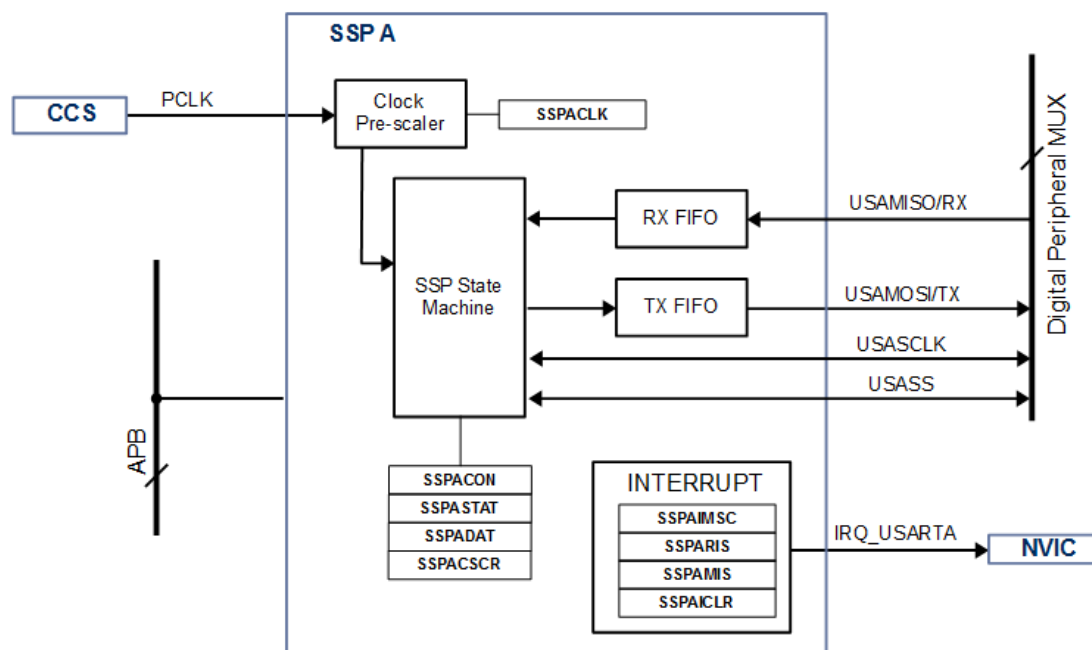 SSP A
CCS
PCLK
Clock
Pre-scaler
SSPACLK
SSP State
Machine
RX FIFO
TX FIFO
USAMISO/RX
USAMOSI/TX
USASCLK
USASS
Digital Peripheral MUX
APB
SSPACON
SSPASTAT
SSPADAT
SSPACSCR
INTERRUPT
SSPAIMSC
SSPARIS
SSPAMIS
SSPAICLR
IRQ_USARTA
NVIC